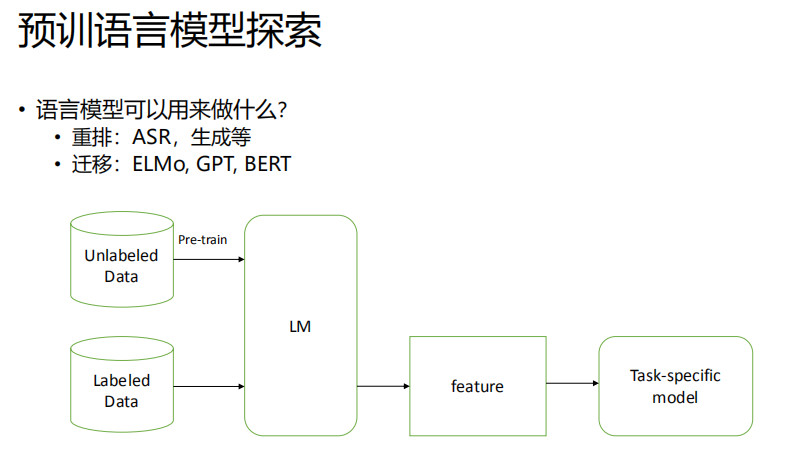 预训语言模型探索
• 语言模型可以用来做什么？
• 重排：ASR，生成等
• 迁移：ELMo, GPT, BERT
Pre-train
Unlabeled
Data
LM
Labeled
Data
feature
Task-specific
model